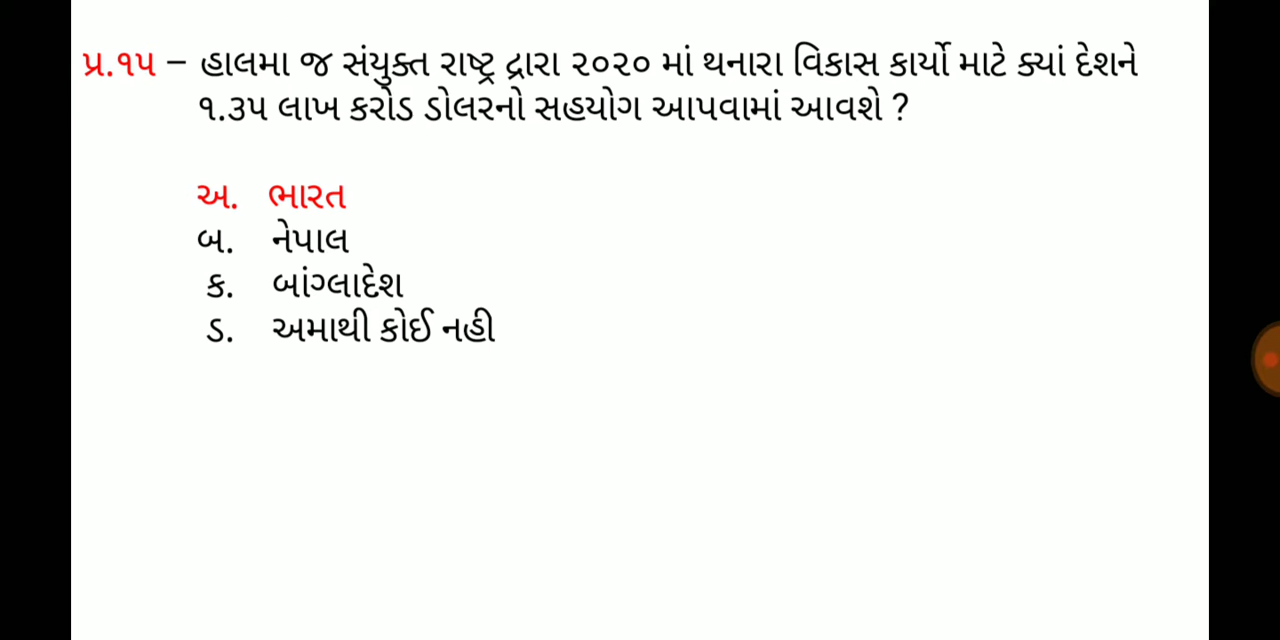 પ્ર.૧૫ – હાલમા જ સંયુક્ત રાષ્ટ્ર દ્રારા ૨૦૨૦ માં થનારા વિકાસ કાર્યો માટે ક્યાં દેશને
૧.૩૫ લાખ કરોડ ડોલરનો સહયોગ આપવામાં આવશે ?
અ. ભારત
બ. નેપાલ
ક. બાંગ્લાદેશ
ડ. અમાથી કોઈ નહી